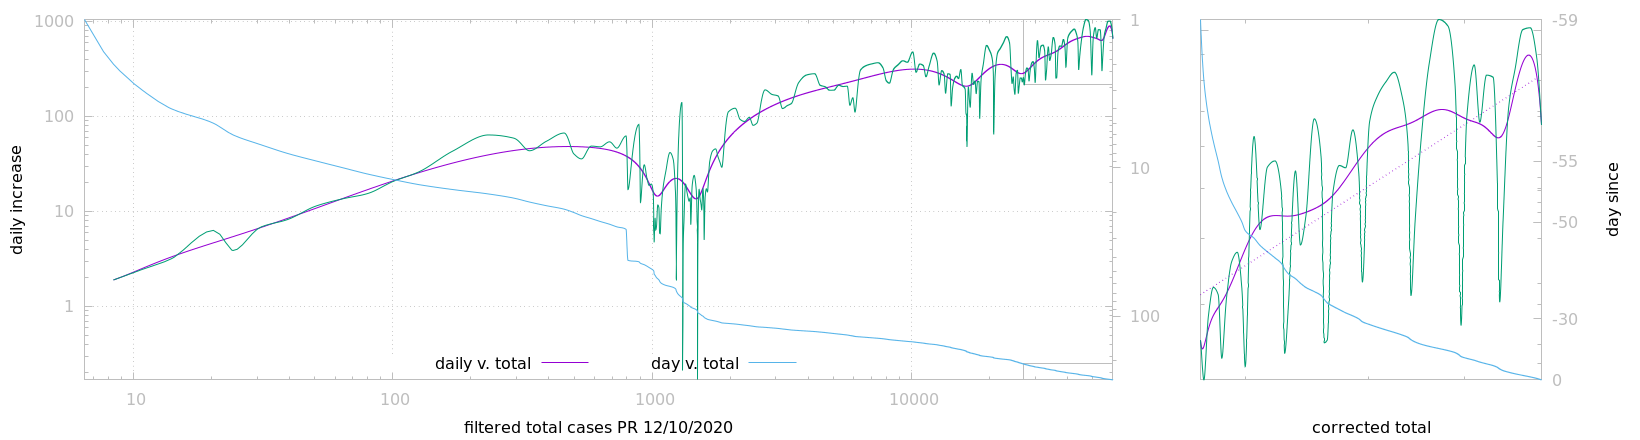 1000
100
10
1
daily increase
10
100
1000
10000
filtered total cases PR 12/10/2020
daily v. total
day v. total
1
10
100
-59
-55
-50
-30
0
day since
corrected total